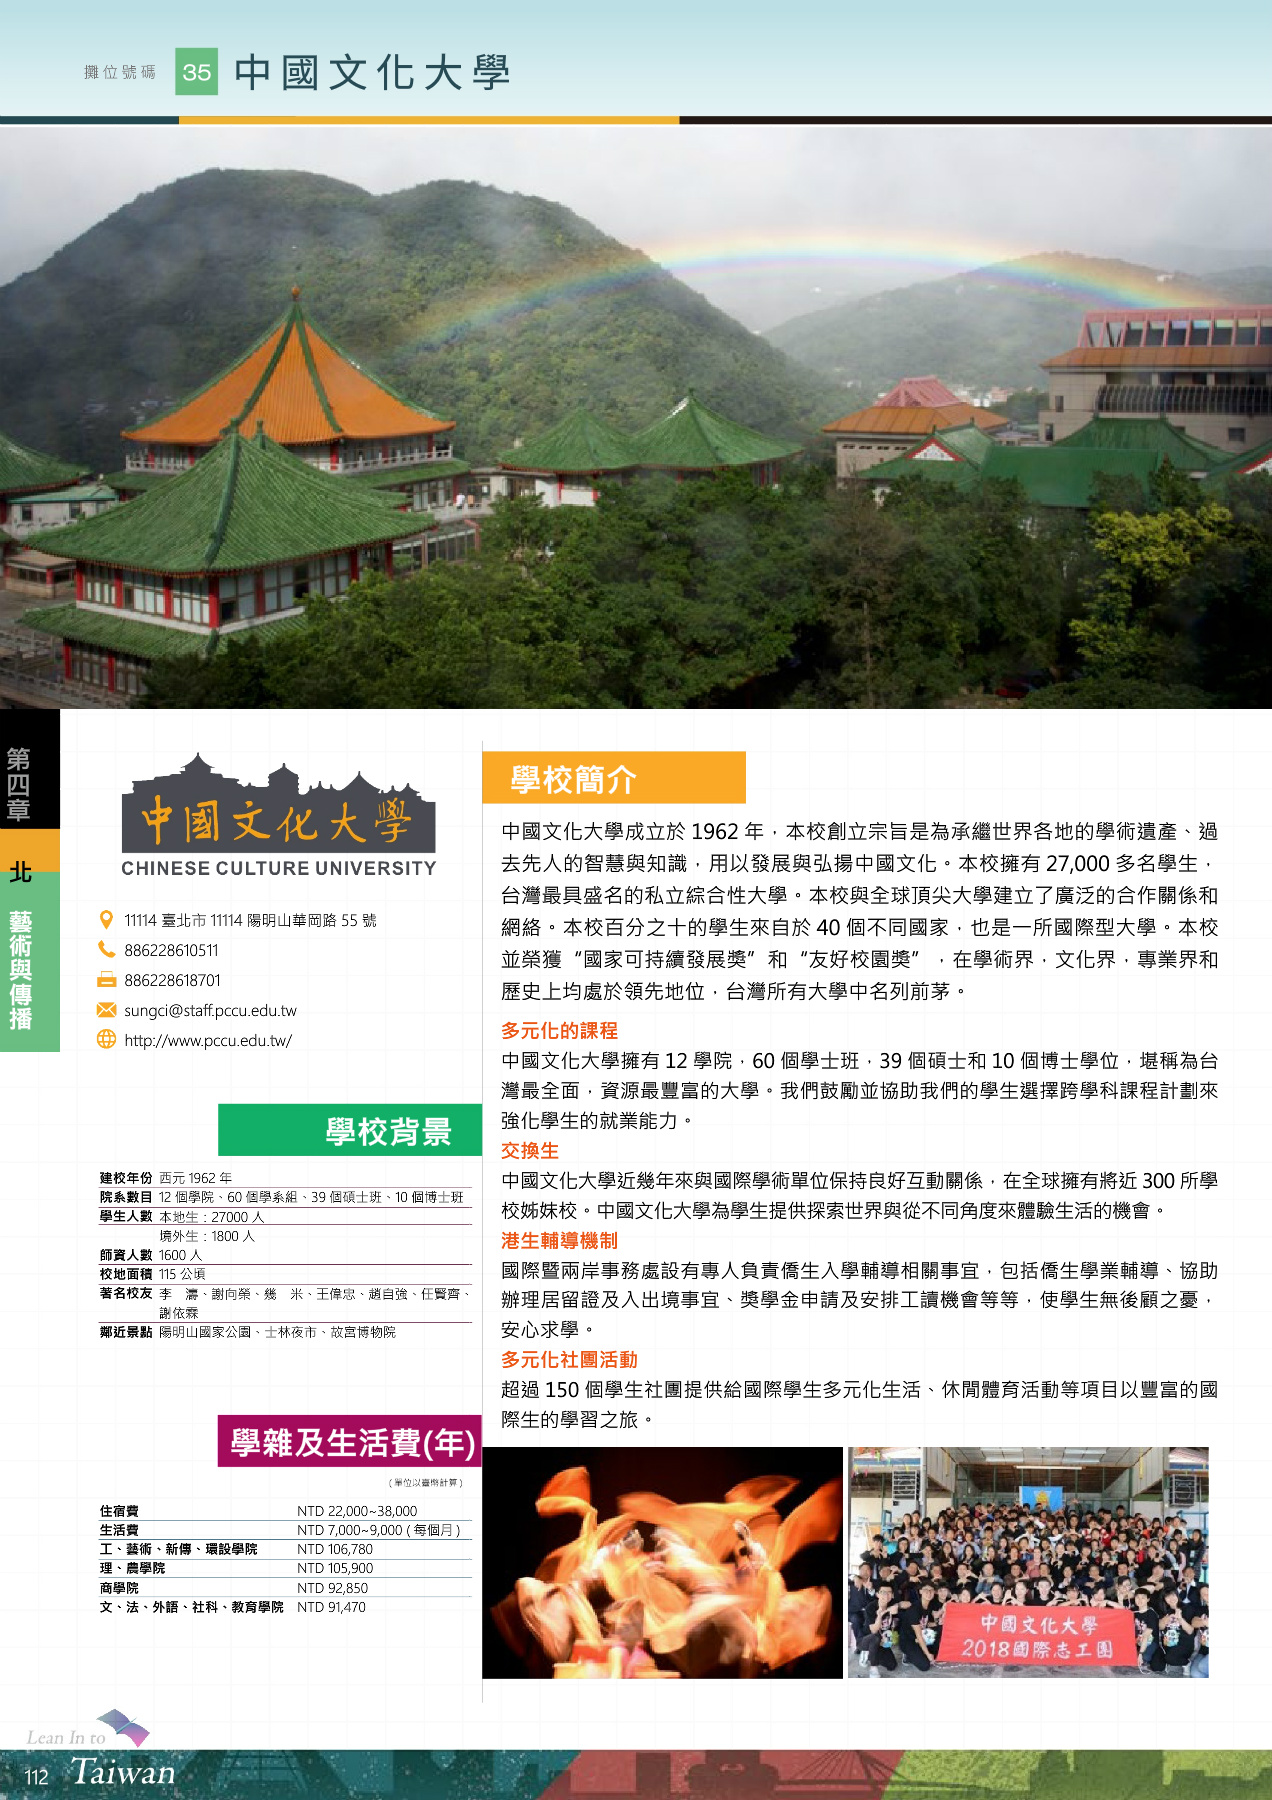 攤位號碼 35 中國文化大學
第四章
北
藝術與傳播
中國文化大學
CHINESE CULTURE UNIVERSITY
11114 臺北市 11114 陽明山華岡路 55 號
886228610511
886228618701
sungci@staff.pccu.edu.tw
http://www.pccu.edu.tw/
學校背景
建校年份 西元 1962 年
院系數目 12 個學院、60 個學系組、39 個碩士班、10 個博士班
學生人數 本地生：27000 人
境外生：1800 人
師資人數 1600 人
校地面積 115 公頃
著名校友 李　濤、謝向榮、幾　米、王偉忠、趙自強、任賢齊、
謝依霖
鄰近景點 陽明山國家公園、士林夜市、故宮博物院
學雜及生活費(年)
(單位以臺幣計算)
住宿費 NTD 22,000~38,000
生活費 NTD 7,000~9,000 ( 每個月 )
工、藝術、新傳、環設學院 NTD 106,780
理、農學院 NTD 105,900
商學院 NTD 92,850
文、法、外語、社科、教育學院 NTD 91,470
學校簡介
中國文化大學成立於 1962 年，本校創立宗旨是為承繼世界各地的學術遺產、過
去先人的智慧與知識，用以發展與弘揚中國文化。本校擁有 27,000 多名學生，
台灣最具盛名的私立綜合性大學。本校與全球頂尖大學建立了廣泛的合作關係和
網絡。本校百分之十的學生來自於 40 個不同國家，也是一所國際型大學。本校
並榮獲“國家可持續發展獎”和“友好校園獎”，在學術界，文化界，專業界和
歷史上均處於領先地位，台灣所有大學中名列前茅。
多元化的課程
中國文化大學擁有 12 學院，60 個學士班，39 個碩士和 10 個博士學位，堪稱為台
灣最全面，資源最豐富的大學。我們鼓勵並協助我們的學生選擇跨學科課程計劃來
強化學生的就業能力。
交換生
中國文化大學近幾年來與國際學術單位保持良好互動關係，在全球擁有將近 300 所學
校姊妹校。中國文化大學為學生提供探索世界與從不同角度來體驗生活的機會。
港生輔導機制
國際暨兩岸事務處設有專人負責僑生入學輔導相關事宜，包括僑生學業輔導、協助
辦理居留證及入出境事宜、獎學金申請及安排工讀機會等等，使學生無後顧之憂，
安心求學。
多元化社團活動
超過 150 個學生社團提供給國際學生多元化生活、休閒體育活動等項目以豐富的國
際生的學習之旅。
中國文化大學
2018國際志工團
Lean In to
Taiwan
112